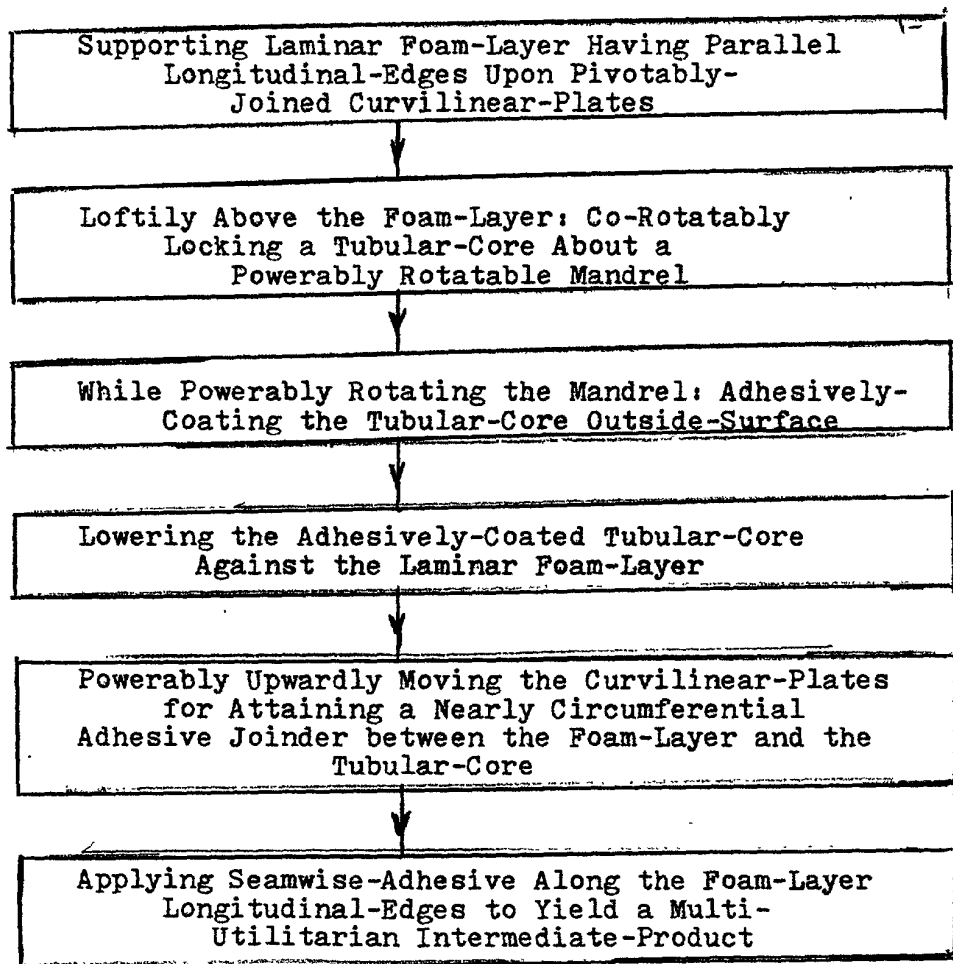 Supporting Laminar Foam-Layer Having Parallel
Longitudinal-Edges Upon Pivotably-
Joined Curvilinear-Plates
Loftily Above the Foam-Layer: Co-Rotatably
Locking a Tubular-Core About a
Powerably Rotatable Mandrel
While Powerably Rotating the Mandrel: Adhesively-
Coating the Tubular-Core Outside-Surface
Lowering the Adhesively-Coated Tubular-Core
Against the Laminar Foam-Layer
Powerably Upwardly Moving the Curvilinear-Plates
for Attaining a Nearly Circumferential
Adhesive Joinder between the Foam-Layer and the
Tubular-Core
Applying Seamwise-Adhesive Along the Foam-Layer
Longitudinal-Edges to Yield a Multi-
Utilitarian Intermediate-Product